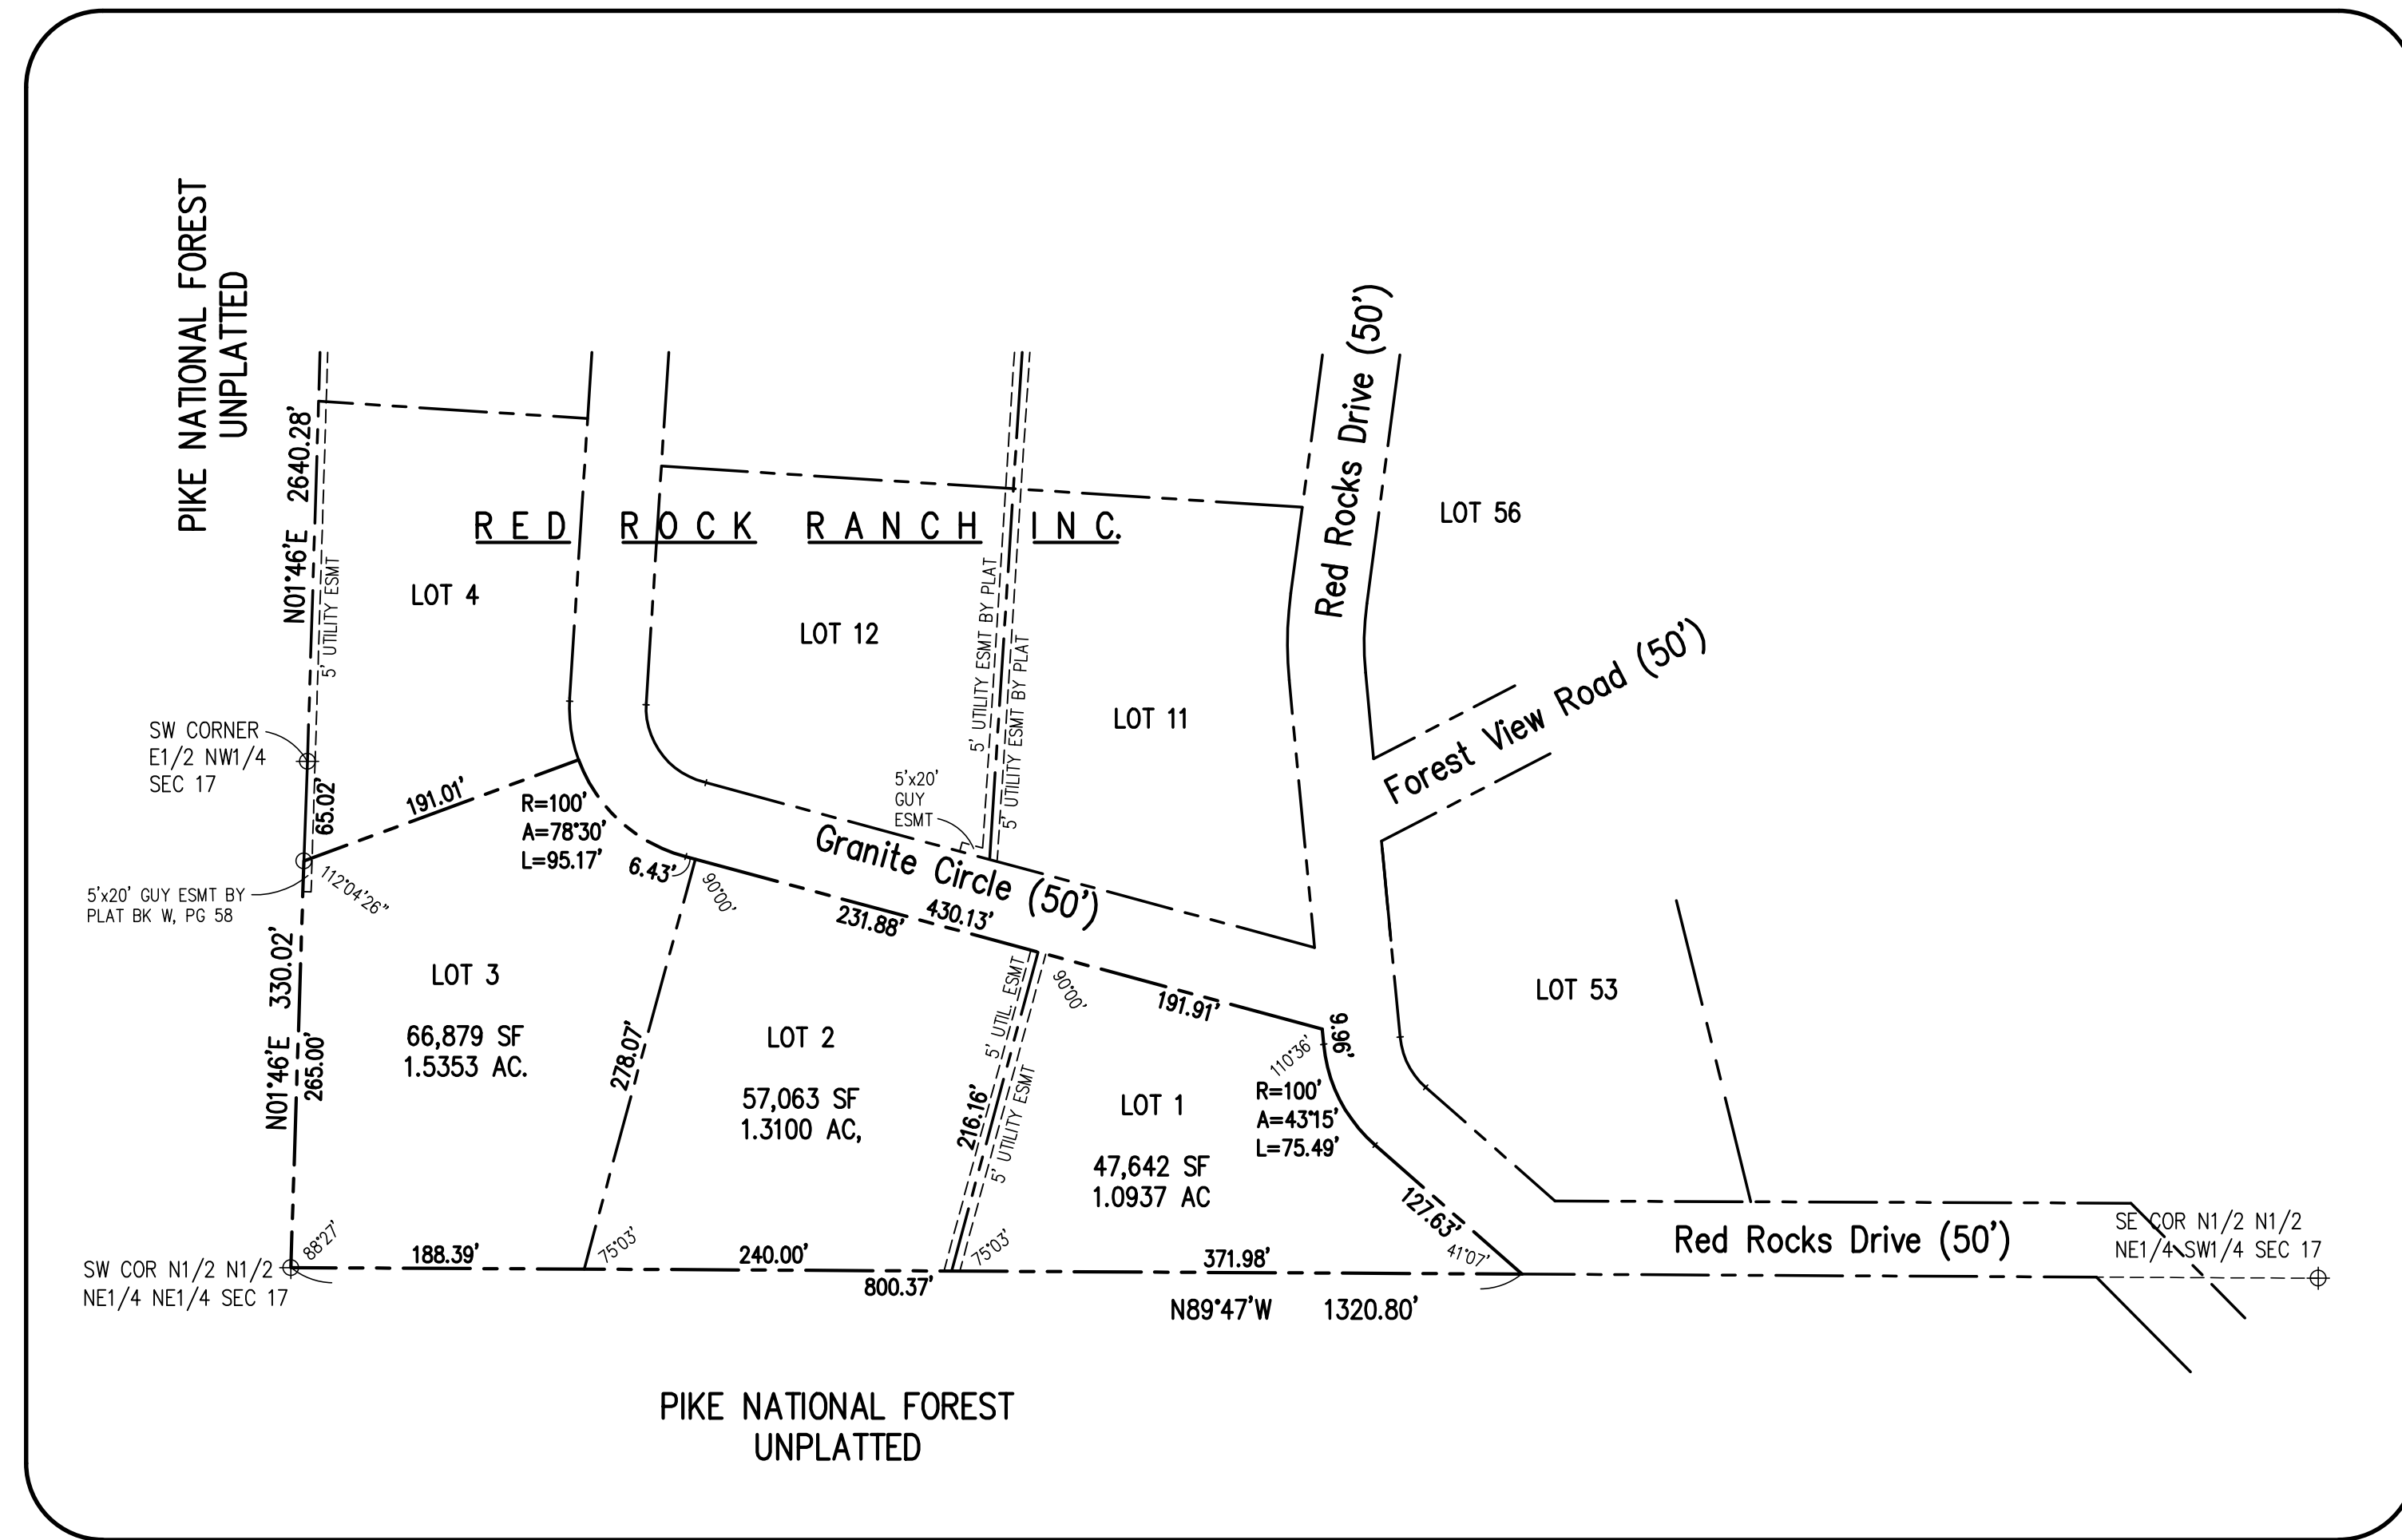 PIKE NATIONAL FOREST
UNPLATTED
N01°46'E 2640.28'
5' UTILITY ESMT
Red Rocks Drive (50')
LOT 56
RED ROCK RANCH INC.
LOT 4
LOT 12
5' UTILITY ESMT BY PLAT
5' UTILITY ESMT BY PLAT
LOT 11
Forest View Road (50')
SW CORNER
E1/2 NW1/4
SEC 17
65.02'
191.01'
R=100'
A=78°30'
L=95.17'
5'x20'
GUY
ESMT
Granite Circle (50')
6.43'
90°00'
112°04'26"
5'x20' GUY ESMT BY
PLAT BK W, PG 58
231.88'
430.13'
N01°46'E 330.02'
265.00'
LOT 3
66,879 SF
1.5353 AC.
278.07'
LOT 2
57,063 SF
1.3100 AC,
5' UTIL. ESMT
216.16'
5' UTILITY ESMT
90°00'
191.91'
LOT 53
9.96'
110°36'
R=100'
A=43°15'
L=75.49'
LOT 1
47,642 SF
1.0937 AC
127.63'
41°07'
88°27'
188.39'
75°03'
240.00'
75°03'
371.98'
800.37'
N89°47'W 1320.80'
SW COR N1/2 N1/2
NE1/4 NE1/4 SEC 17
Red Rocks Drive (50')
SE COR N1/2 N1/2
NE1/4 SW1/4 SEC 17
PIKE NATIONAL FOREST
UNPLATTED